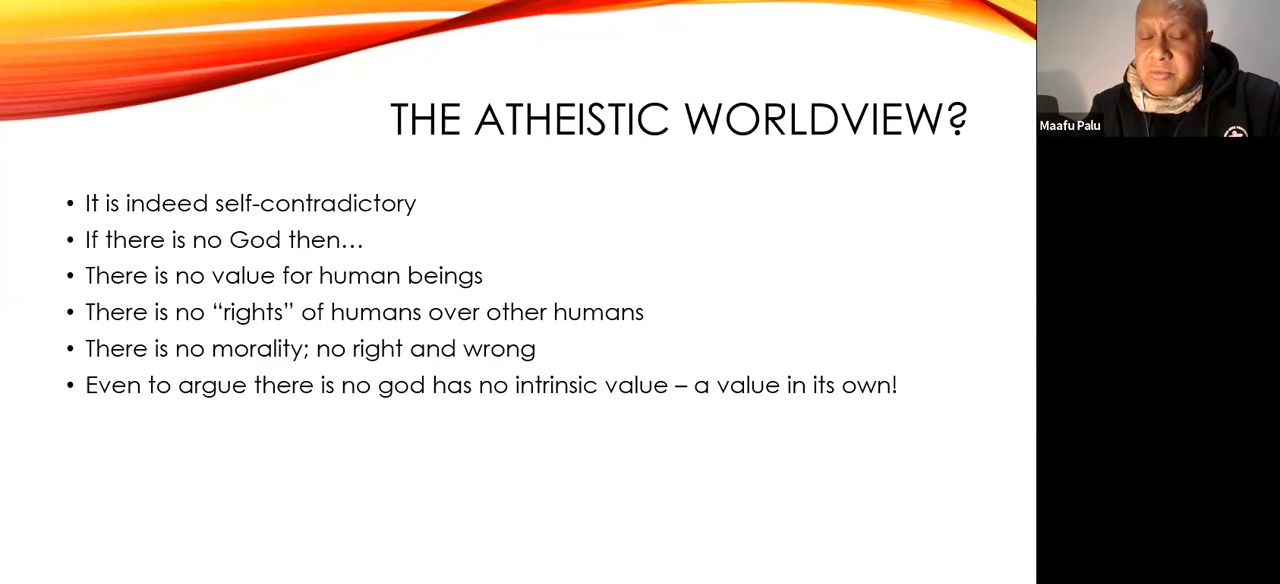 THE ATHEISTIC WORLDVIEW?
• It is indeed self-contradictory
• If there is no God then…
• There is no value for human beings
• There is no “rights” of humans over other humans
• There is no morality; no right and wrong
• Even to argue there is no god has no intrinsic value – a value in its own!
Maafu Palu